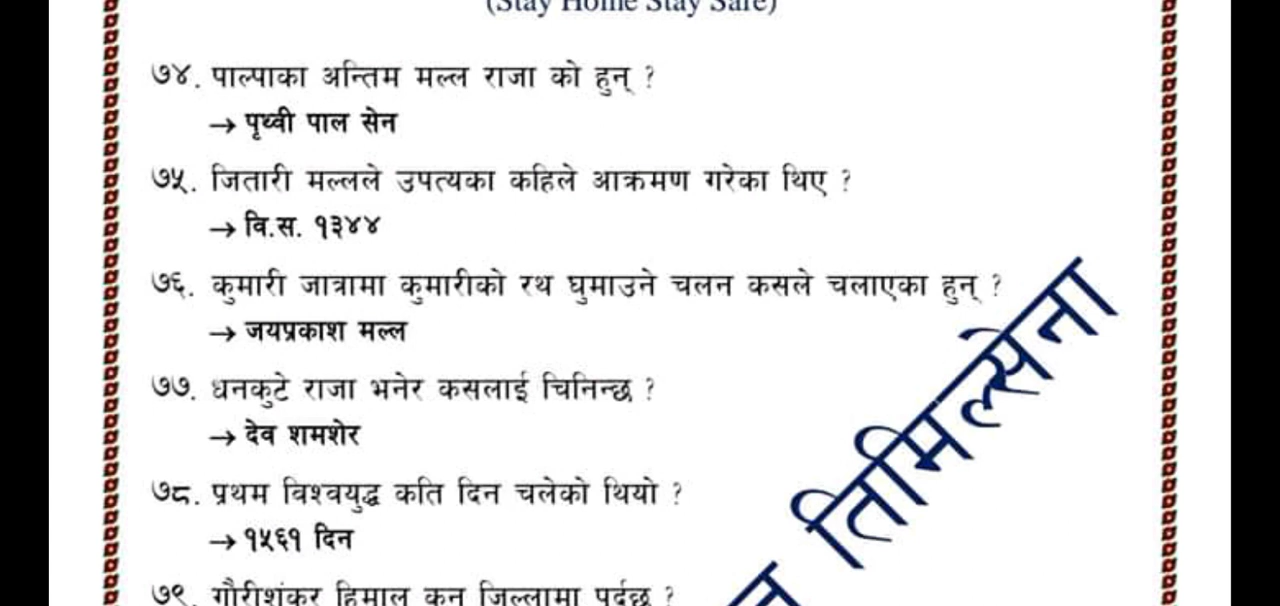 (Stay Home Stay Safe)
७४. पाल्पाका अन्तिम मल्ल राजा को हुन् ?
→ पृथ्वी पाल सेन
७५. जितारी मल्लले उपत्यका कहिले आक्रमण गरेका थिए ?
→ वि.स. १३४४
७६. कुमारी जात्रामा कुमारीको रथ घुमाउने चलन कसले चलाएका हुन् ?
→ जयप्रकाश मल्ल
७७. धनकुटे राजा भनेर कसलाई चिनिन्छ ?
→ देव शमशेर
७८. प्रथम विश्वयुद्ध कति दिन चलेको थियो ?
→ १५६१ दिन
७९. गौरीशंकर हिमाल कुन जिल्लामा पर्दछ ?
तिमिल्सेना